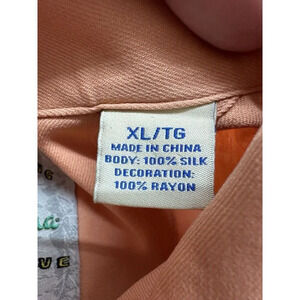 XL/TG
MADE IN CHINA
BODY: 100% SILK
DECORATION:
100% RAYON